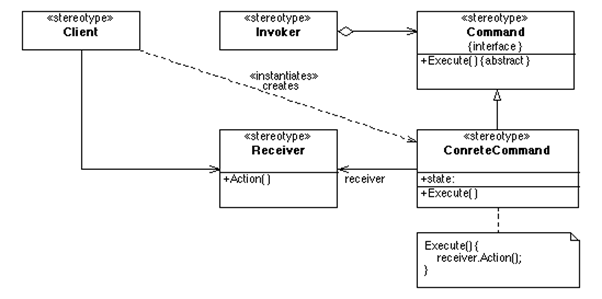 «stereotype»
Client
«stereotype»
Invoker
«stereotype»
Command
{interface}
+Execute(){abstract}
«instantiates»
creates
«stereotype»
Receiver
+Action()
receiver
«stereotype»
ConreteCommand
+state:
+Execute()
Execute(){
receiver.Action();
}